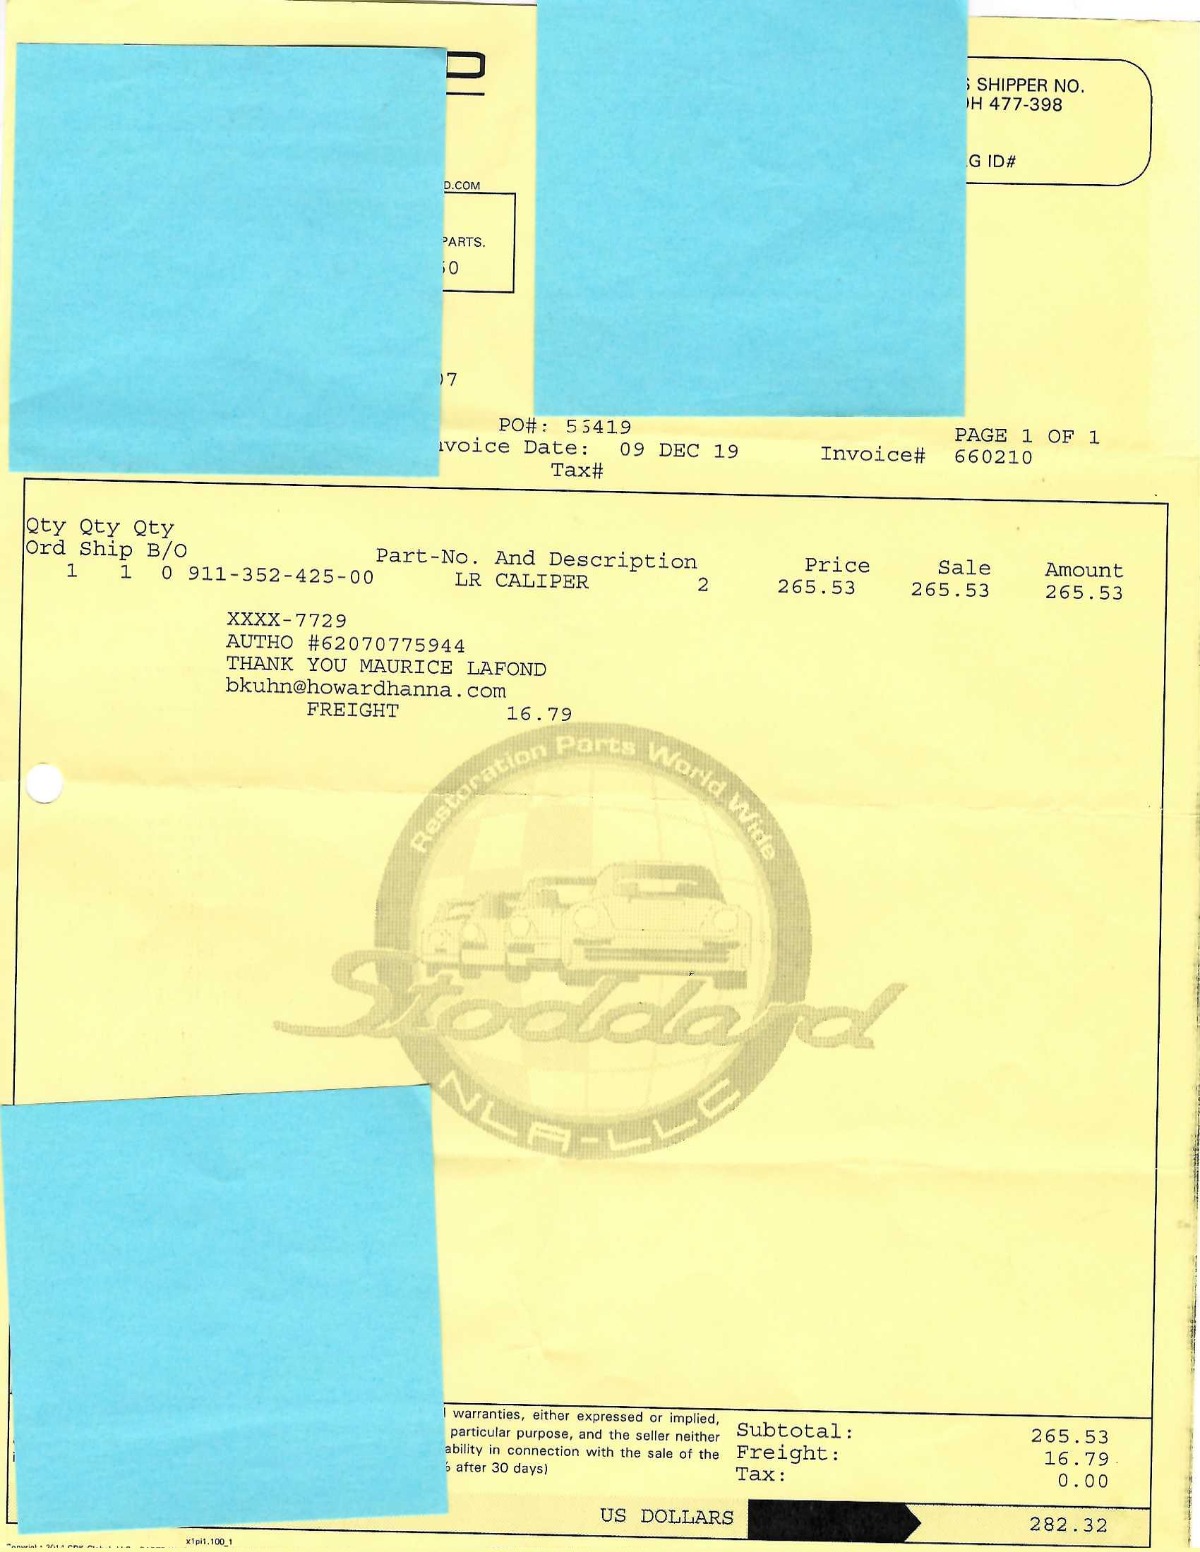 SHIPPER NO.
H 477-398
G ID#
D.COM
PARTS.
0
07
PO#: 55419
PAGE 1 OF 1
voice Date: 09 DEC 19 Invoice# 660210
Tax#
Qty Qty Qty
Ord Ship B/O Part-No. And Description Price Sale Amount
1 1 0 911-352-425-00 LR CALIPER 2 265.53 265.53 265.53
XXXX-7729
AUTHO #62070775944
THANK YOU MAURICE LAFOND
bkuhn@howardhanna.com
FREIGHT 16.79
Restoration Parts World Wide
Stoddard
NLA-LLC
warranties, either expressed or implied,
particular purpose, and the seller neither
ability in connection with the sale of the
after 30 days)
Subtotal: 265.53
Freight: 16.79
Tax: 0.00
US DOLLARS 282.32
x1pi1.100_1